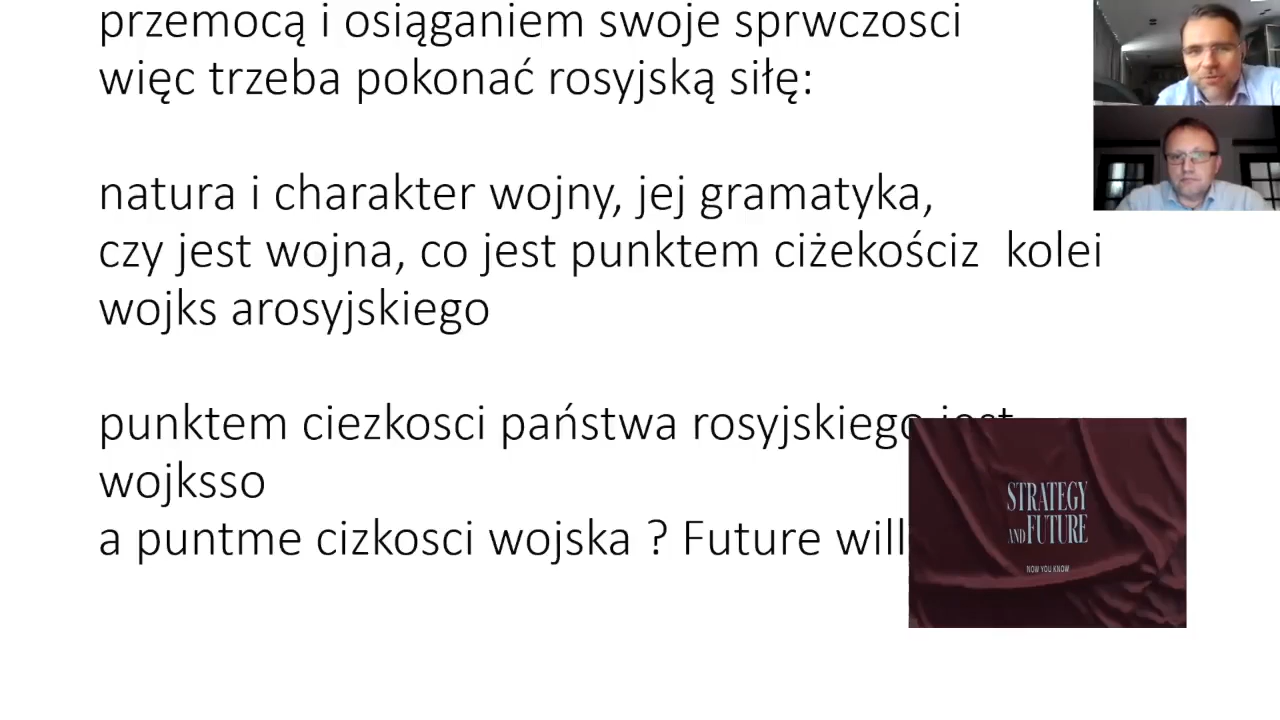 przemocą i osiąganiem swoje sprwczosci
więc trzeba pokonać rosyjską siłę:
natura i charakter wojny, jej gramatyka,
czy jest wojna, co jest punktem ciżekościz kolei
wojks arosyjskiego
punktem ciezkosci państwa rosyjskiego jest
wojksso
a puntme cizkosci wojska ? Future will
STRATEGY
AND FUTURE
NOW YOU KNOW